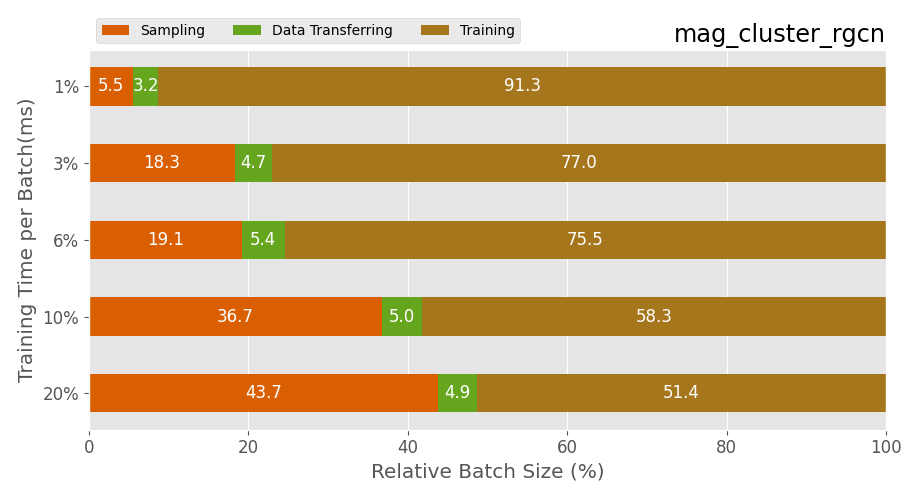 Sampling Data Transferring Training
mag_cluster_rgcn
Training Time per Batch(ms)
1% 5.5 3.2 91.3
3% 18.3 4.7 77.0
6% 19.1 5.4 75.5
10% 36.7 5.0 58.3
20% 43.7 4.9 51.4
0 20 40 60 80 100
Relative Batch Size (%)